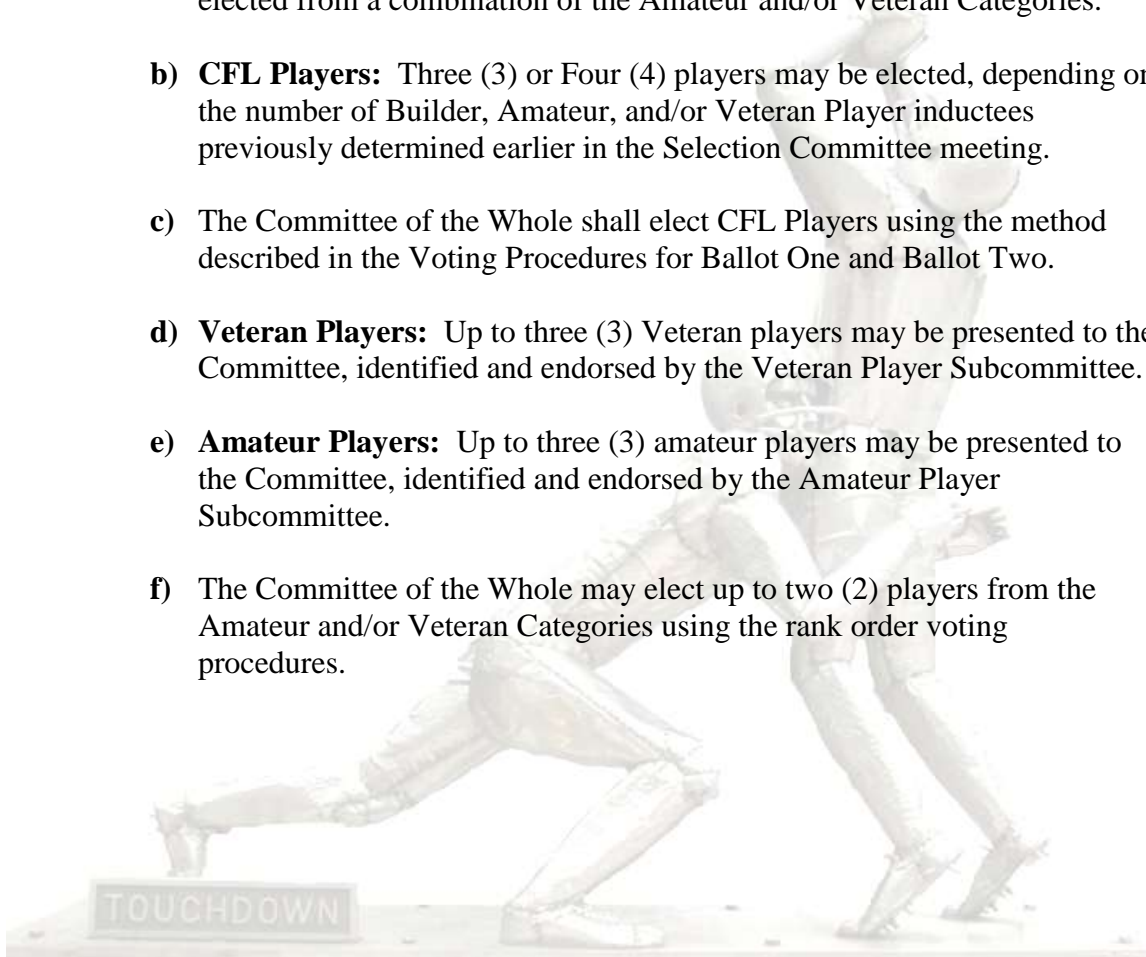 elected from a combination of the Amateur and/or Veteran Categories.
b) CFL Players: Three (3) or Four (4) players may be elected, depending on
the number of Builder, Amateur, and/or Veteran Player inductees
previously determined earlier in the Selection Committee meeting.
c) The Committee of the Whole shall elect CFL Players using the method
described in the Voting Procedures for Ballot One and Ballot Two.
d) Veteran Players: Up to three (3) Veteran players may be presented to the
Committee, identified and endorsed by the Veteran Player Subcommittee.
e) Amateur Players: Up to three (3) amateur players may be presented to
the Committee, identified and endorsed by the Amateur Player
Subcommittee.
f) The Committee of the Whole may elect up to two (2) players from the
Amateur and/or Veteran Categories using the rank order voting
procedures.
TOUCHDOWN